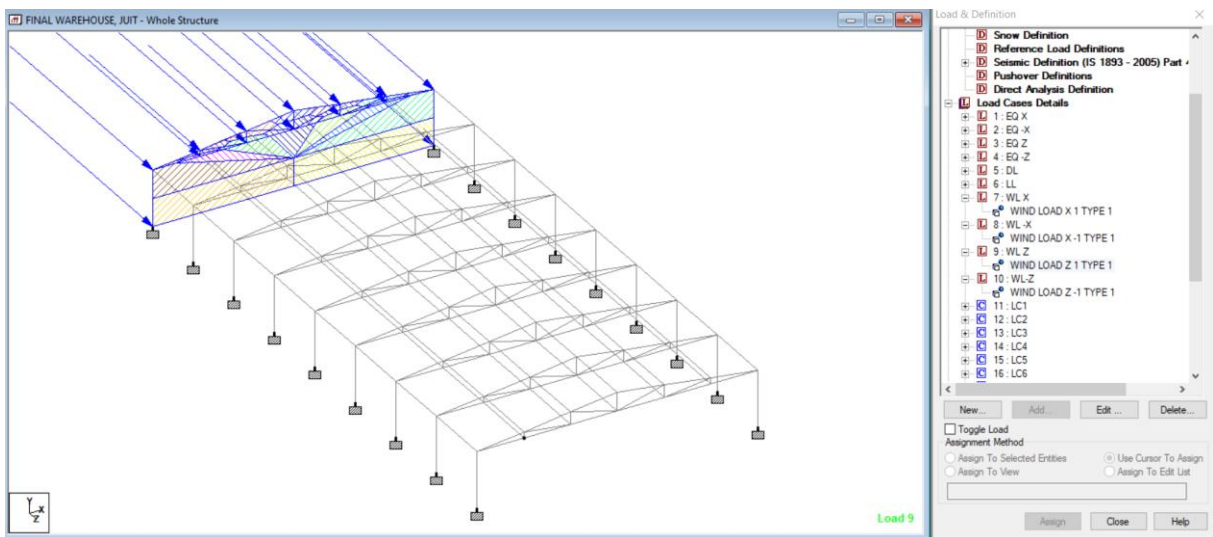 FINAL WAREHOUSE, JUIT - Whole Structure
Y
X
Z
Load 9
Load & Definition
Snow Definition
Reference Load Definitions
Seismic Definition (IS 1893 - 2005) Part
Pushover Definitions
Direct Analysis Definition
Load Cases Details
1 : EQ X
2 : EQ -X
3 : EQ Z
4 : EQ -Z
5 : DL
6 : LL
7 : WL X
WIND LOAD X 1 TYPE 1
8 : WL -X
WIND LOAD X -1 TYPE 1
9 : WL Z
WIND LOAD Z 1 TYPE 1
10 : WL-Z
WIND LOAD Z -1 TYPE 1
11 : LC1
12 : LC2
13 : LC3
14 : LC4
15 : LC5
16 : LC6
New... Add... Edit ... Delete...
Toggle Load
Assignment Method
Assign To Selected Entities Use Cursor To Assign
Assign To View Assign To Edit List
Assign Close Help